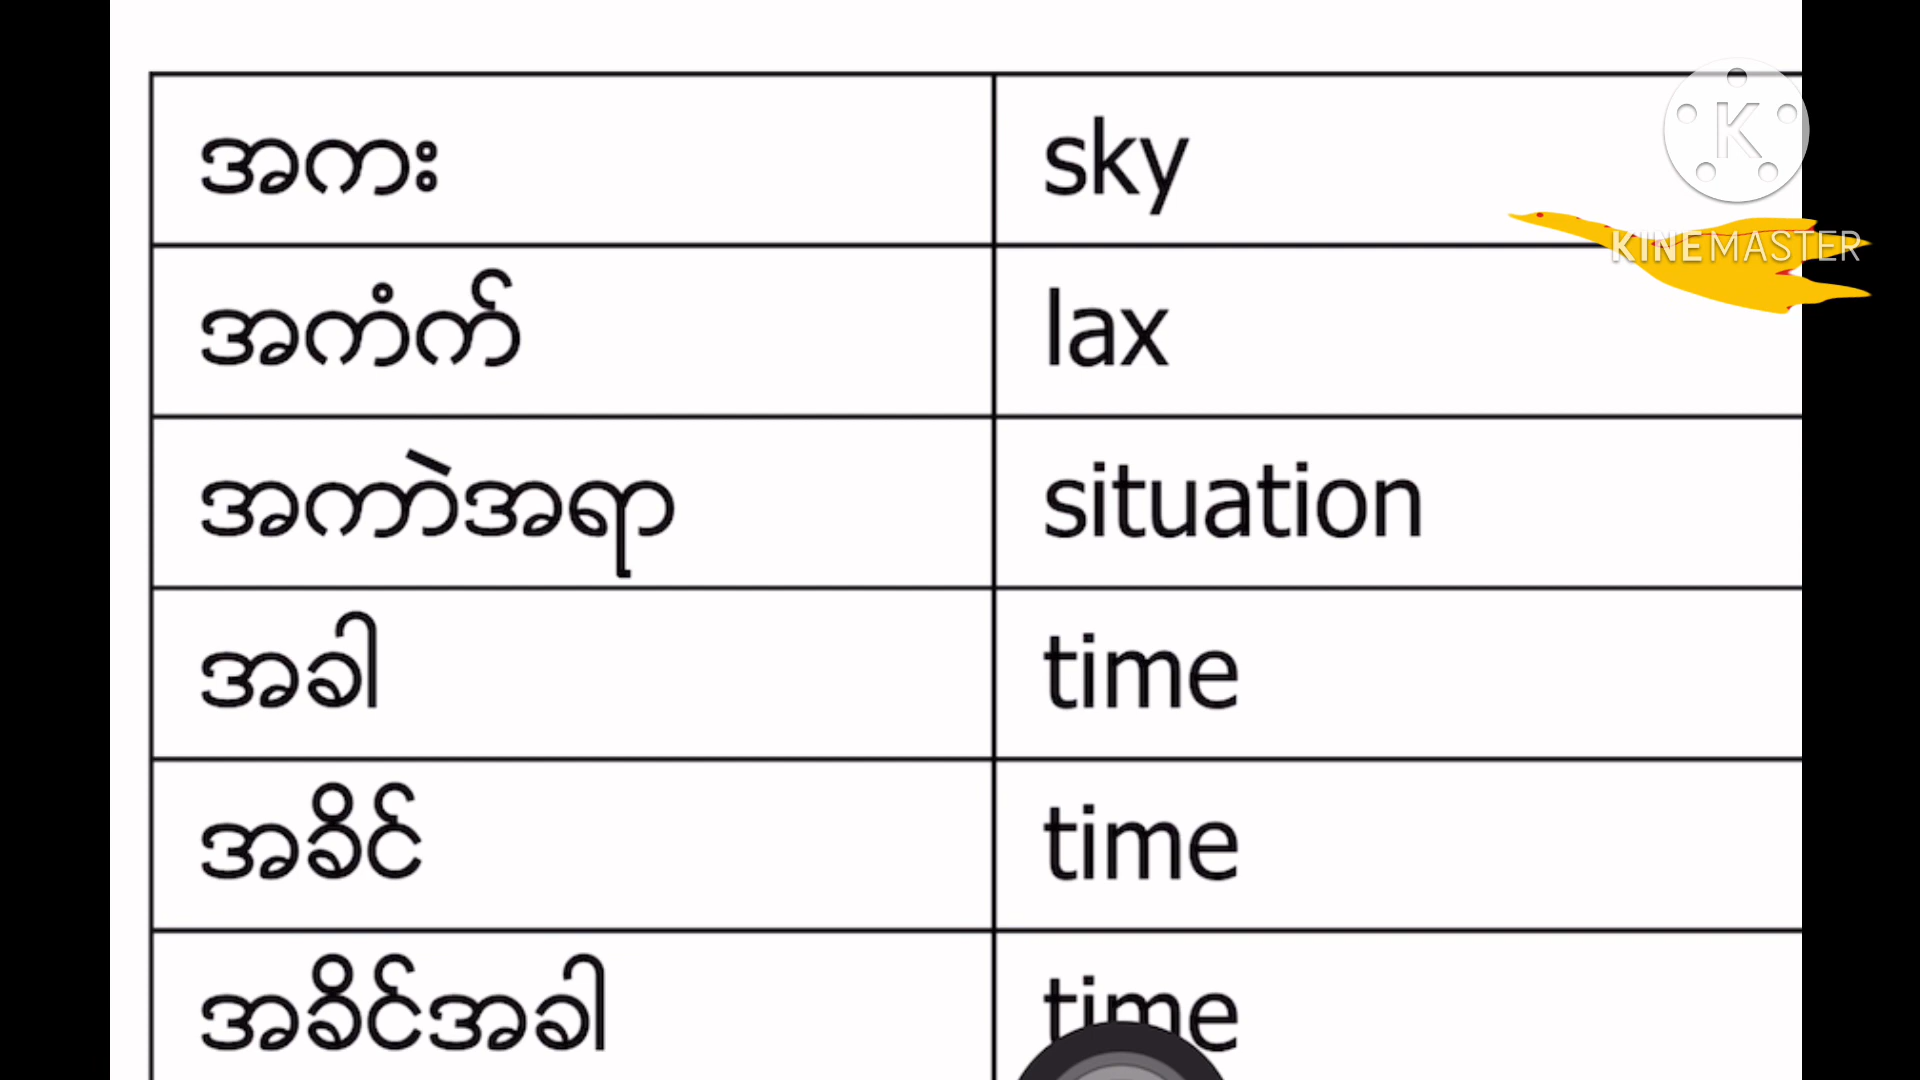 အကး sky
အကံက် lax
အကာဲအရာ situation
အခါ time
အခိင် time
အခိင်အခါ time
K
KINEMASTER